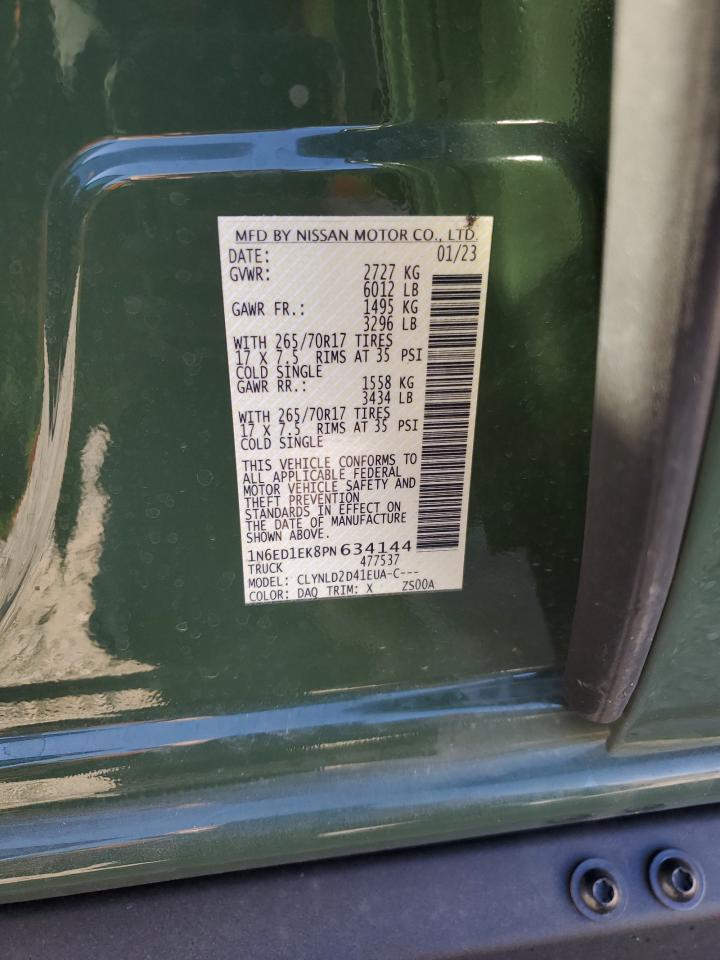 MFD BY NISSAN MOTOR CO., LTD.
DATE: 01/23
GVWR: 2727 KG
6012 LB
GAWR FR.: 1495 KG
3296 LB
WITH 265/70R17 TIRES
17 X 7.5 RIMS AT 35 PSI
COLD SINGLE
GAWR RR.: 1558 KG
3434 LB
WITH 265/70R17 TIRES
17 X 7.5 RIMS AT 35 PSI
COLD SINGLE
THIS VEHICLE CONFORMS TO
ALL APPLICABLE FEDERAL
MOTOR VEHICLE SAFETY AND
THEFT PREVENTION
STANDARDS IN EFFECT ON
THE DATE OF MANUFACTURE
SHOWN ABOVE.
1N6ED1EK8PN634144
TRUCK 477537
MODEL: CLYNLD2D41EUA-C---
COLOR: DAQ TRIM: X ZS00A